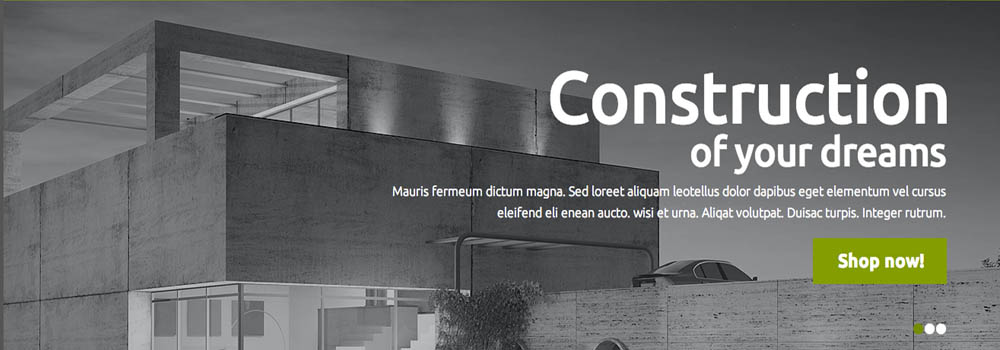 Construction
of your dreams
Mauris fermeum dictum magna. Sed loreet aliquam leotellus dolor dapibus eget elementum vel cursus
eleifend eli enean aucto. wisi et urna. Aliqat volutpat. Duisac turpis. Integer rutrum.
Shop now!